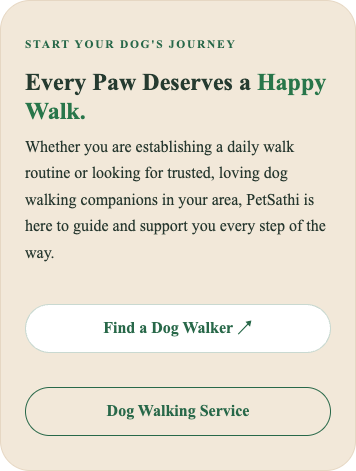 START YOUR DOG'S JOURNEY
Every Paw Deserves a Happy
Walk.
Whether you are establishing a daily walk
routine or looking for trusted, loving dog
walking companions in your area, PetSathi is
here to guide and support you every step of the
way.
Find a Dog Walker ↗
Dog Walking Service